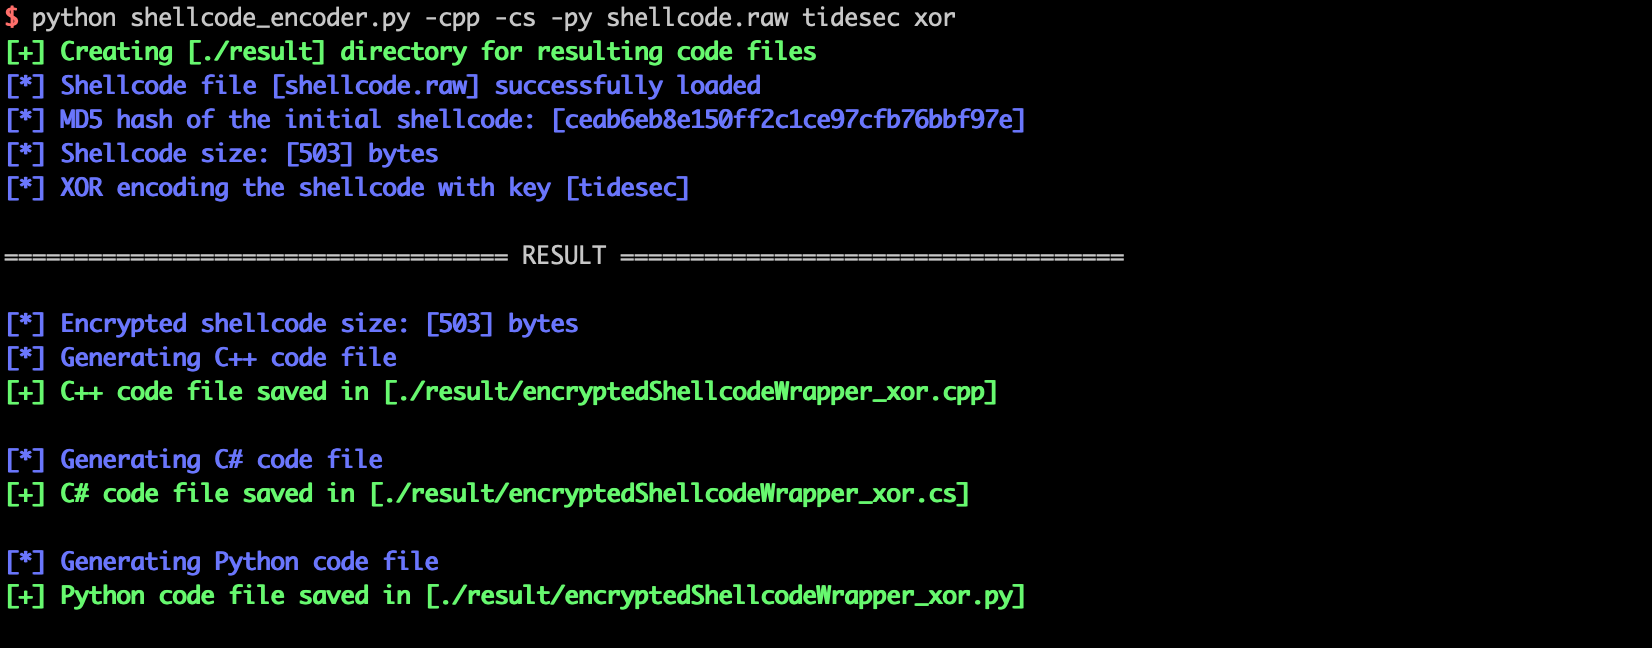 $ python shellcode_encoder.py -cpp -cs -py shellcode.raw tidesec xor
[+] Creating [./result] directory for resulting code files
[*] Shellcode file [shellcode.raw] successfully loaded
[*] MD5 hash of the initial shellcode: [ceab6eb8e150ff2c1ce97cfb76bbf97e]
[*] Shellcode size: [503] bytes
[*] XOR encoding the shellcode with key [tidesec]
==================================== RESULT ====================================
[*] Encrypted shellcode size: [503] bytes
[*] Generating C++ code file
[+] C++ code file saved in [./result/encryptedShellcodeWrapper_xor.cpp]
[*] Generating C# code file
[+] C# code file saved in [./result/encryptedShellcodeWrapper_xor.cs]
[*] Generating Python code file
[+] Python code file saved in [./result/encryptedShellcodeWrapper_xor.py]